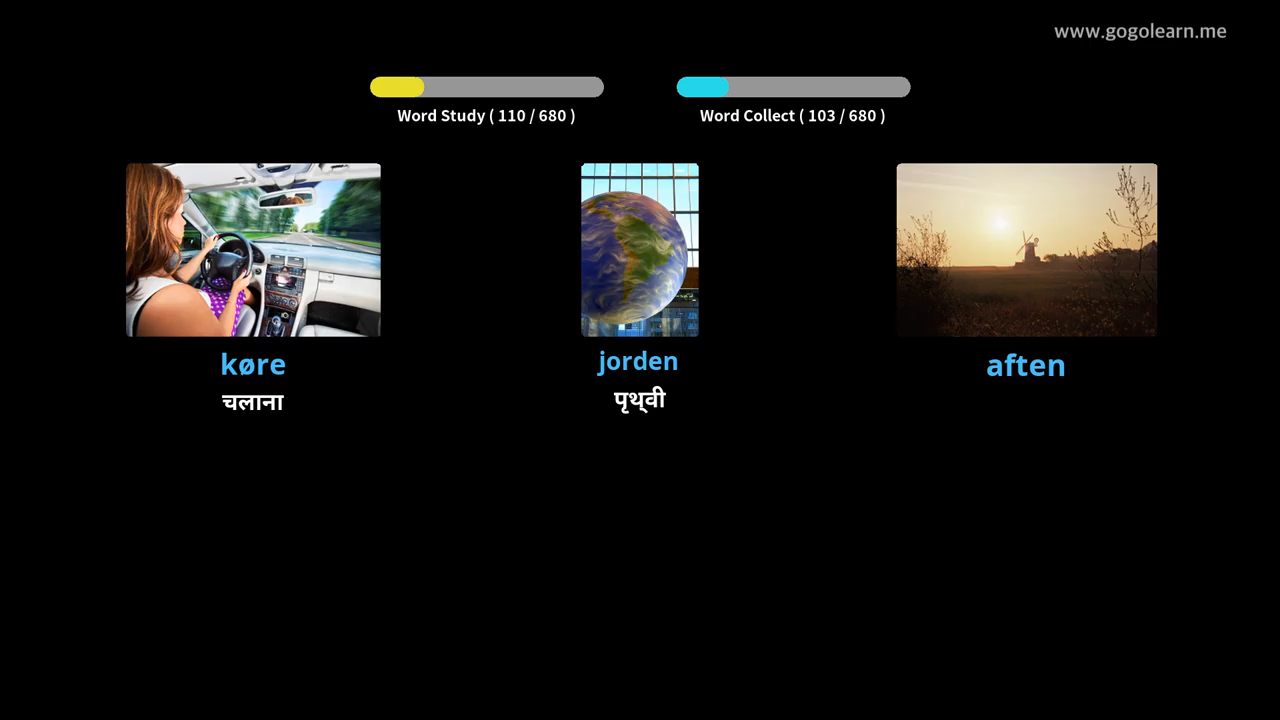 www.gogolearn.me
Word Study ( 110 / 680 )
Word Collect ( 103 / 680 )
køre
चलाना
jorden
पृथ्वी
aften